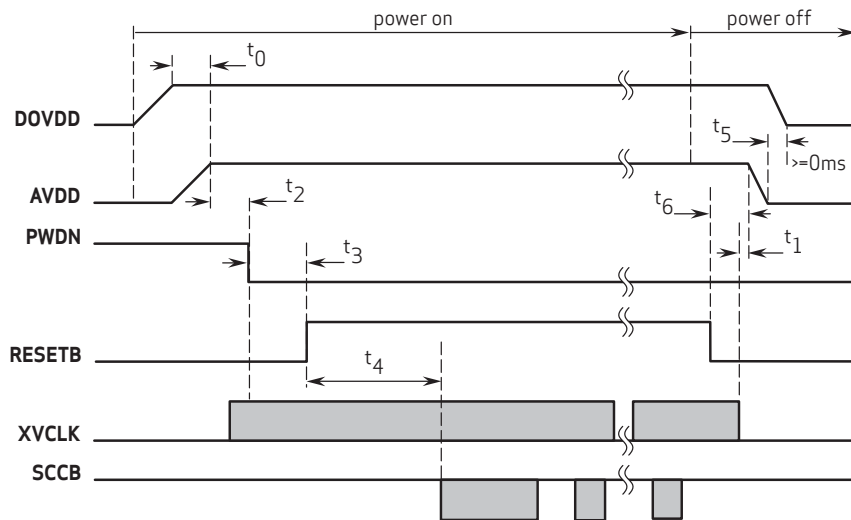 power on
power off
t0
DOVDD
t5
>=0ms
AVDD
t2
t6
PWDN
t1
t3
RESETB
t4
XVCLK
SCCB